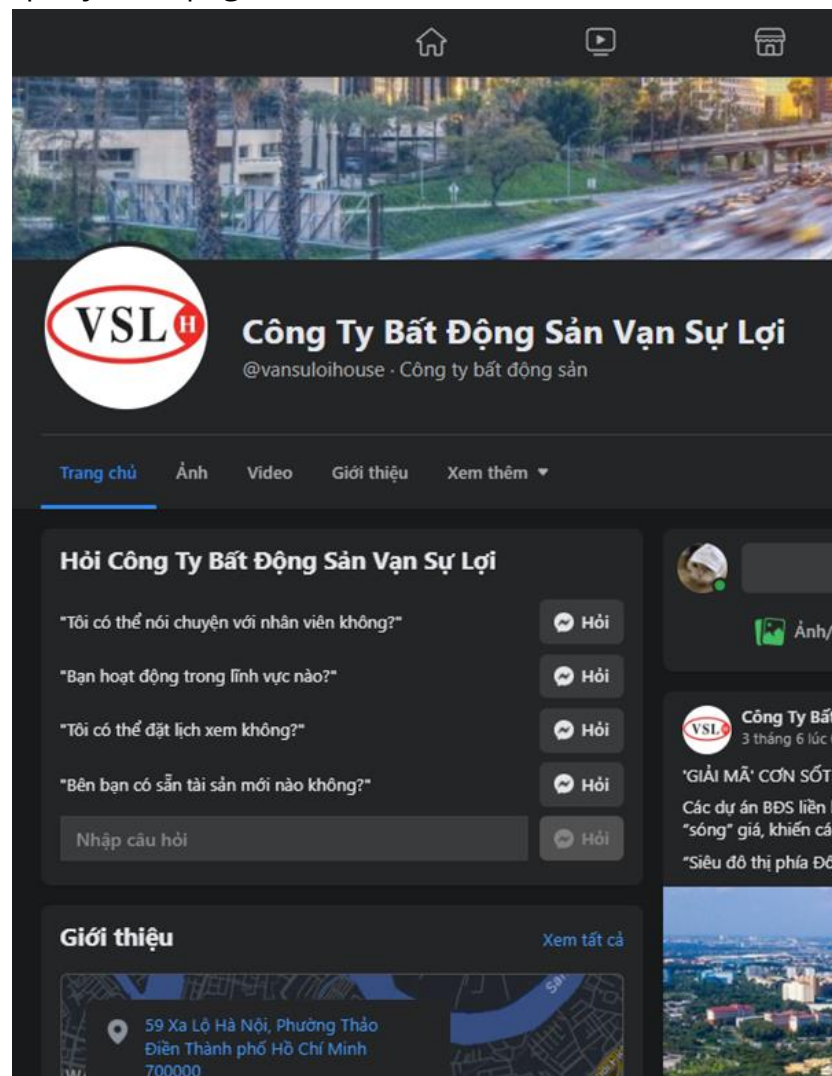 VSL H
Công Ty Bất Động Sản Vạn Sự Lợi
@vansuloihouse · Công ty bất động sản
Trang chủ
Ảnh
Video
Giới thiệu
Xem thêm
Hỏi Công Ty Bất Động Sản Vạn Sự Lợi
"Tôi có thể nói chuyện với nhân viên không?"
Hỏi
"Bạn hoạt động trong lĩnh vực nào?"
Hỏi
"Tôi có thể đặt lịch xem không?"
Hỏi
"Bên bạn có sẵn tài sản mới nào không?"
Hỏi
Nhập câu hỏi
Hỏi
Giới thiệu
Xem tất cả
59 Xa Lộ Hà Nội, Phường Thảo
Điền Thành phố Hồ Chí Minh
700000
Ảnh/
VSL
Công Ty Bất
3 tháng 6 lúc
'GIẢI MÃ' CƠN SỐT
Các dự án BĐS liền
"sóng" giá, khiến cá
"Siêu đô thị phía Đô